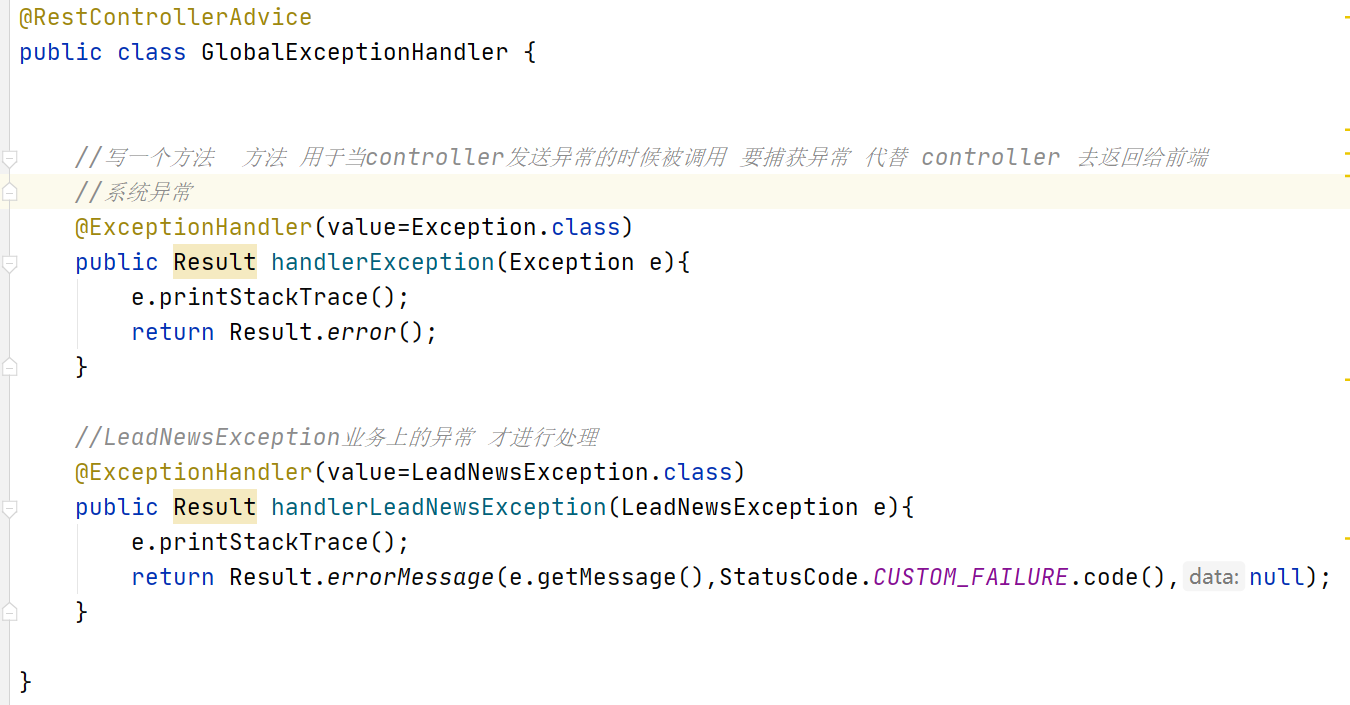 @RestControllerAdvice
public class GlobalExceptionHandler {
//写一个方法  方法 用于当controller发送异常的时候被调用 要捕获异常 代替 controller 去返回给前端
//系统异常
@ExceptionHandler(value=Exception.class)
public Result handlerException(Exception e){
e.printStackTrace();
return Result.error();
}
//LeadNewsException业务上的异常 才进行处理
@ExceptionHandler(value=LeadNewsException.class)
public Result handlerLeadNewsException(LeadNewsException e){
e.printStackTrace();
return Result.errorMessage(e.getMessage(),StatusCode.CUSTOM_FAILURE.code(), data: null);
}
}